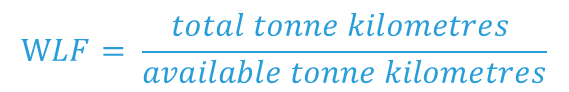 total tonne kilometres
WLF =
available tonne kilometres